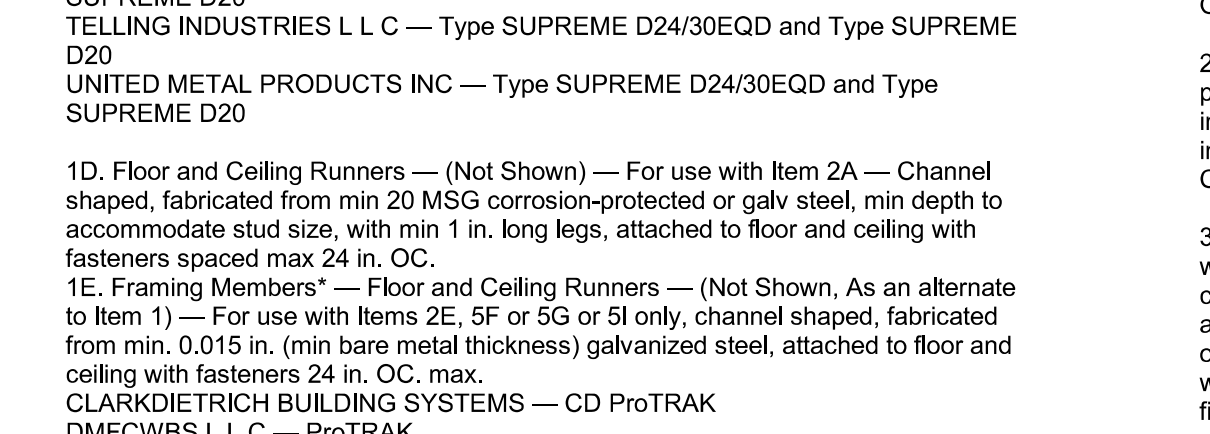 SUPREME D20
TELLING INDUSTRIES L L C — Type SUPREME D24/30EQD and Type SUPREME
D20
UNITED METAL PRODUCTS INC — Type SUPREME D24/30EQD and Type
SUPREME D20
1D. Floor and Ceiling Runners — (Not Shown) — For use with Item 2A — Channel
shaped, fabricated from min 20 MSG corrosion-protected or galv steel, min depth to
accommodate stud size, with min 1 in. long legs, attached to floor and ceiling with
fasteners spaced max 24 in. OC.
1E. Framing Members* — Floor and Ceiling Runners — (Not Shown, As an alternate
to Item 1) — For use with Items 2E, 5F or 5G or 5I only, channel shaped, fabricated
from min. 0.015 in. (min bare metal thickness) galvanized steel, attached to floor and
ceiling with fasteners 24 in. OC. max.
CLARKDIETRICH BUILDING SYSTEMS — CD ProTRAK
DMFCWBS L L C — ProTRAK